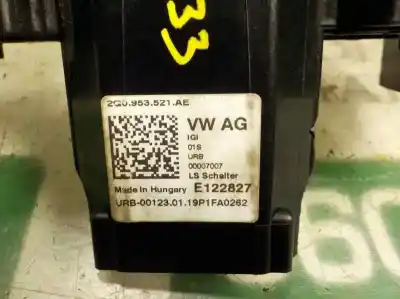 33
2Q0.953.521.AE
VW AG
IGI
01S
URB
00007007
LS Schalter
Made in Hungary E122827
URB-00123.01.19P1FA0262